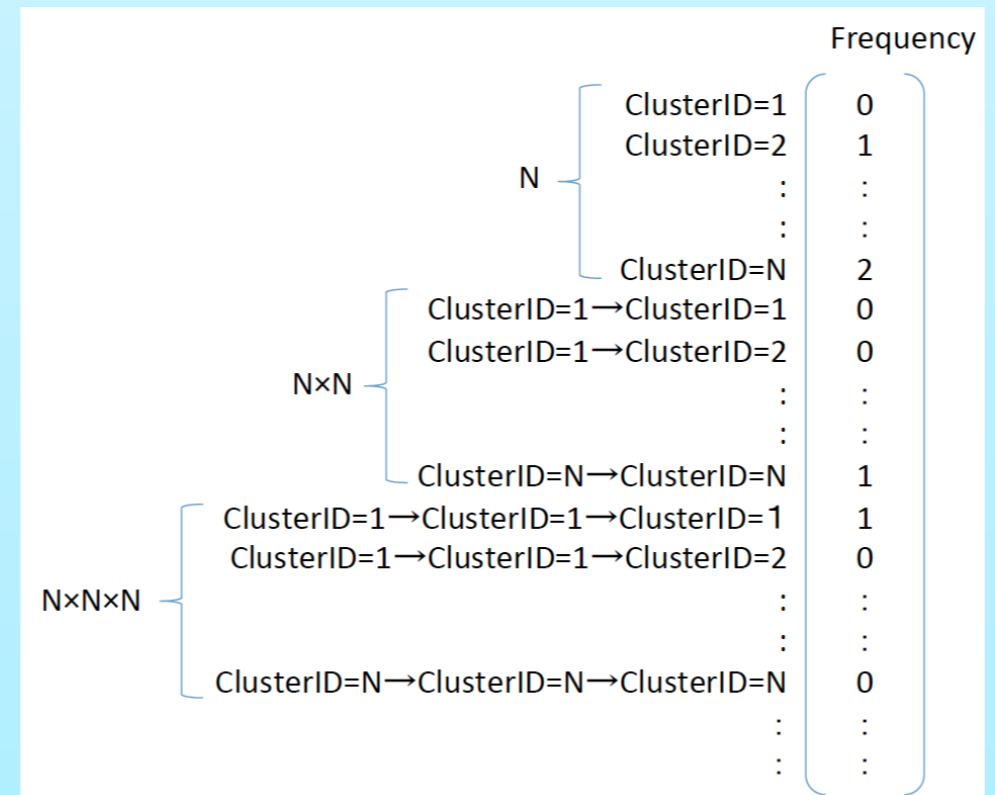 Frequency
ClusterID=1 0
ClusterID=2 1
: :
: :
N
ClusterID=N 2
ClusterID=1→ClusterID=1 0
ClusterID=1→ClusterID=2 0
N×N
: :
: :
ClusterID=N→ClusterID=N 1
ClusterID=1→ClusterID=1→ClusterID=1 1
ClusterID=1→ClusterID=1→ClusterID=2 0
N×N×N
: :
: :
ClusterID=N→ClusterID=N→ClusterID=N 0
: :
: :